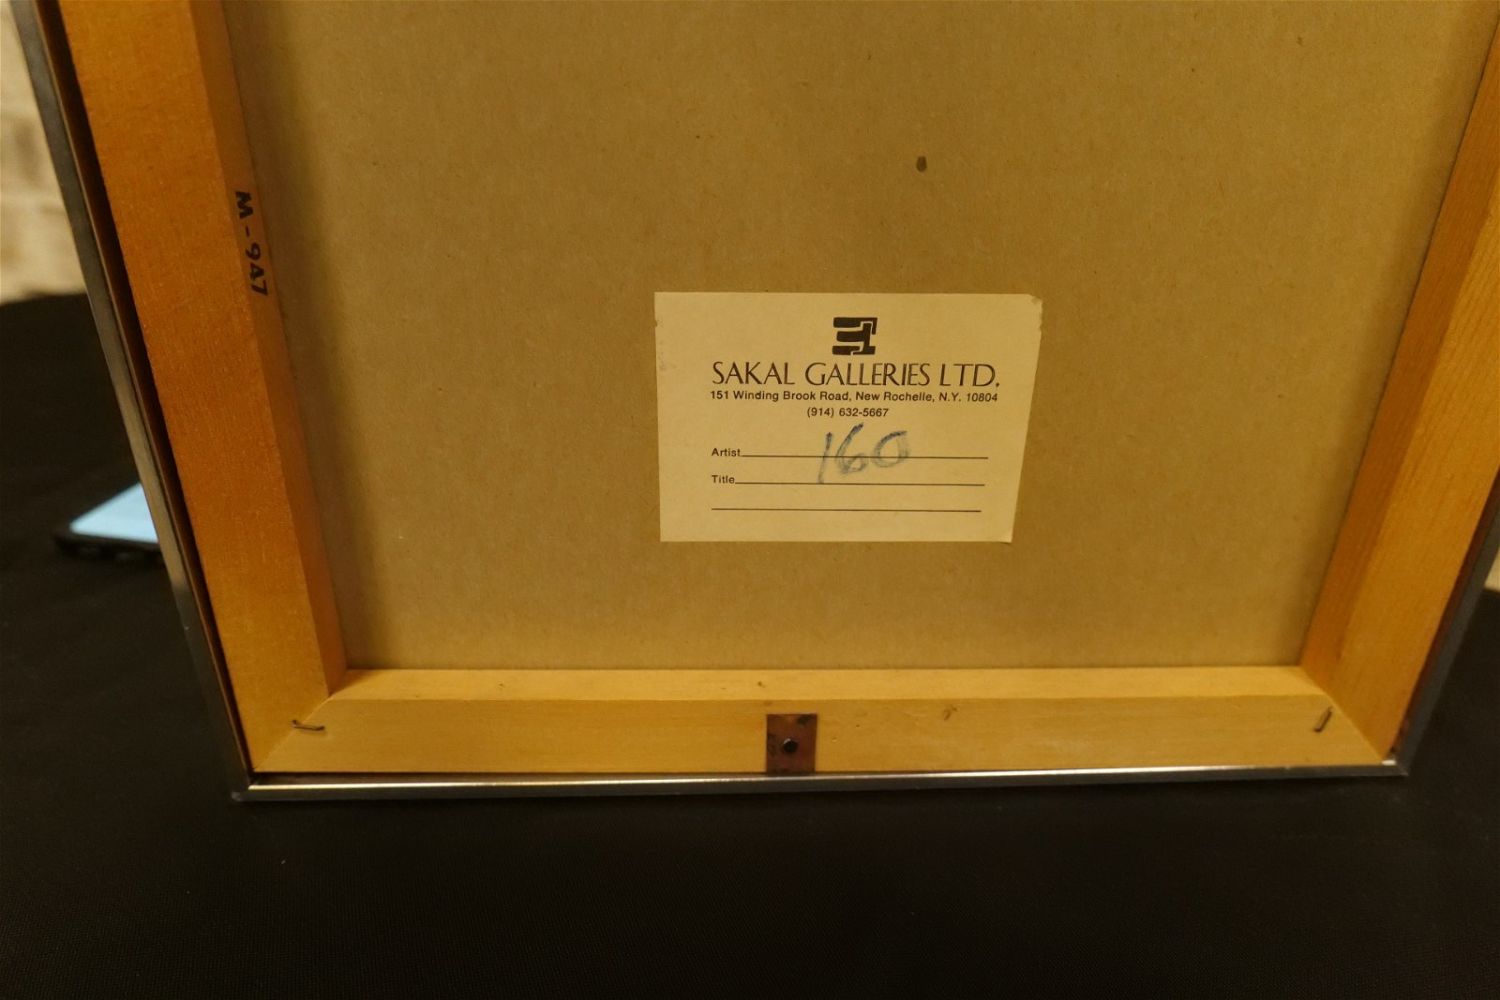 M-947
SAKAL GALLERIES LTD.
151 Winding Brook Road, New Rochelle, N.Y. 10804
(914) 632-5667
160
Artist
Title